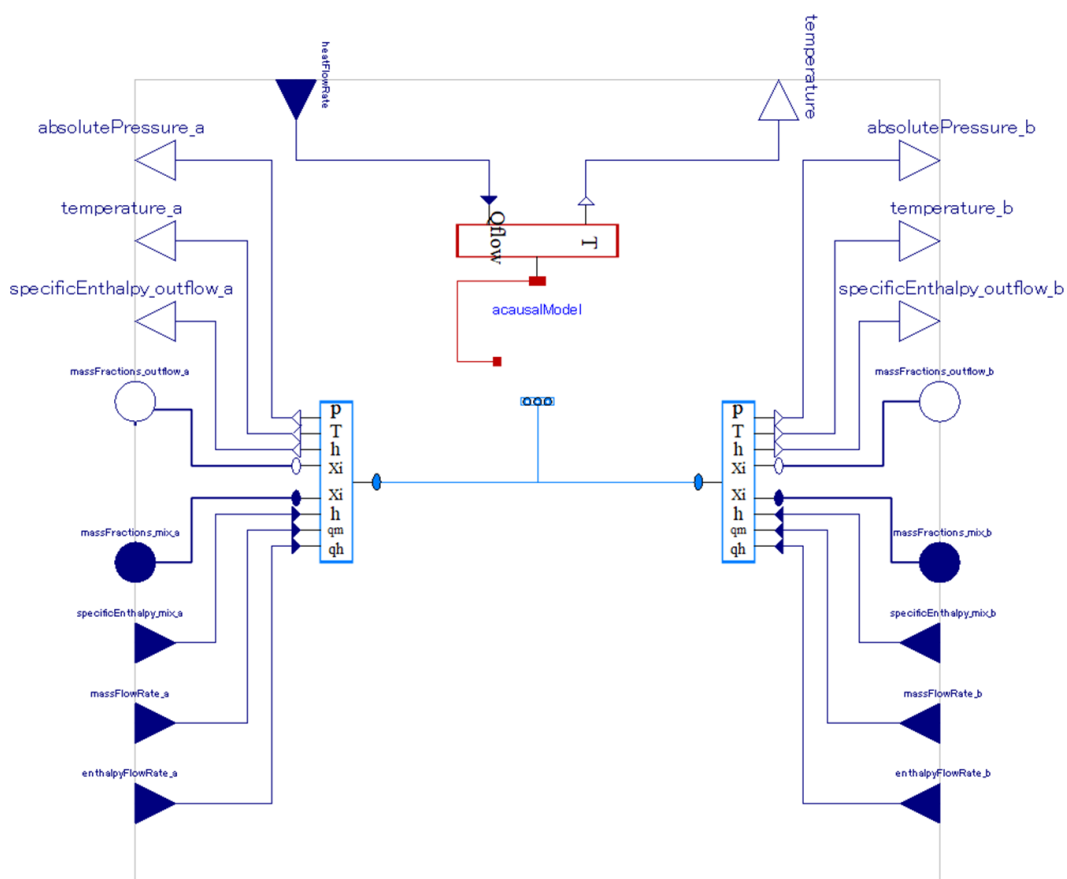 heatFlowRate
temperature
absolutePressure_a
absolutePressure_b
temperature_a
temperature_b
Qflow
T
specificEnthalpy_outflow_a
specificEnthalpy_outflow_b
acausalModel
massFractions_outflow_a
massFractions_outflow_b
p
T
h
Xi
Xi
h
qm
qh
p
T
h
Xi
Xi
h
qm
qh
massFractions_mix_a
massFractions_mix_b
specificEnthalpy_mix_a
specificEnthalpy_mix_b
massFlowRate_a
massFlowRate_b
enthalpyFlowRate_a
enthalpyFlowRate_b